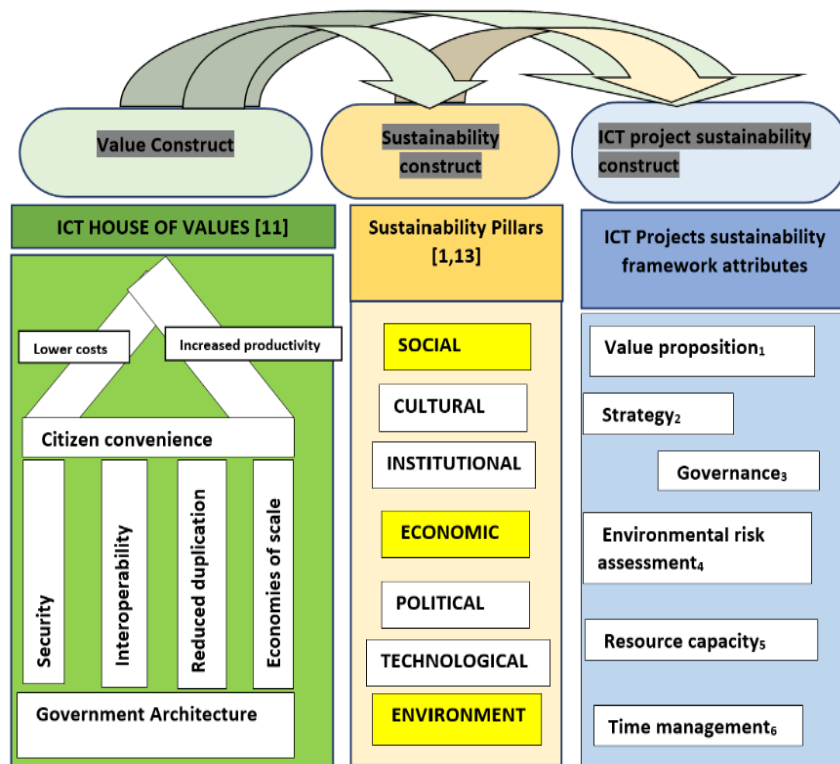 Value Construct
Sustainability
construct
ICT project sustainability
construct
ICT HOUSE OF VALUES [11]
Lower costs
Increased productivity
Citizen convenience
Security
Interoperability
Reduced duplication
Economies of scale
Government Architecture
Sustainability Pillars
[1,13]
SOCIAL
CULTURAL
INSTITUTIONAL
ECONOMIC
POLITICAL
TECHNOLOGICAL
ENVIRONMENT
ICT Projects sustainability
framework attributes
Value proposition₁
Strategy₂
Governance₃
Environmental risk
assessment₄
Resource capacity₅
Time management₆